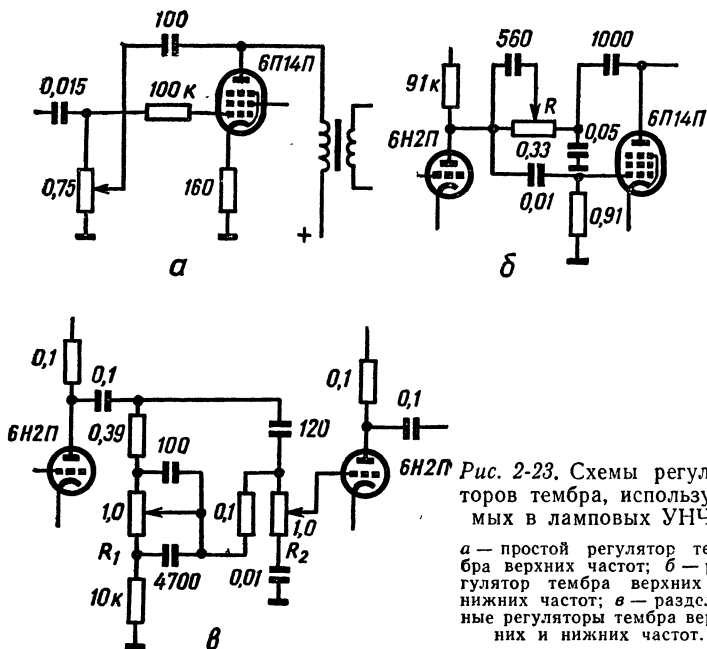 100
6П14П
0,015
100 к
0,75
160
+
а
560
1000
91 к
R
6П14П
6Н2П
0,33
0,05
0,01
0,91
б
0,1
0,1
6Н2П
0,39
100
1,0
R1
4700
10 к
0,1
120
1,0
R2
0,01
0,1
0,1
6Н2П
в
Рис. 2-23. Схемы регул
торов тембра, использу
мых в ламповых УНЧ
а — простой регулятор те
бра верхних частот; б — р
гулятор тембра верхних
нижних частот; в — раздел
ные регуляторы тембра вер
них и нижних частот.